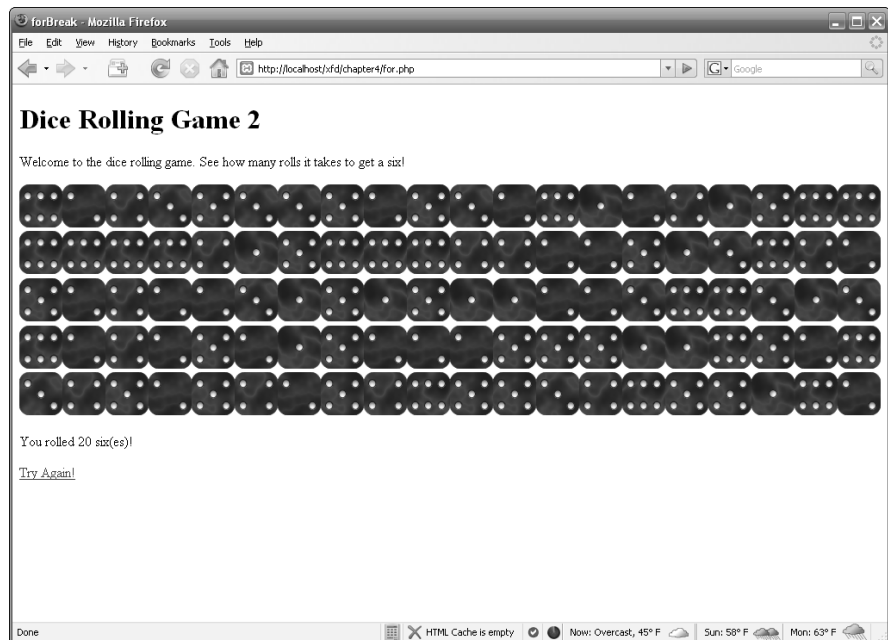 forBreak - Mozilla Firefox
File Edit View History Bookmarks Tools Help
http://localhost/xfd/chapter4/for.php
G Google
Dice Rolling Game 2
Welcome to the dice rolling game. See how many rolls it takes to get a six!
You rolled 20 six(es)!
Try Again!
Done HTML Cache is empty Now: Overcast, 45° F Sun: 58° F Mon: 63° F